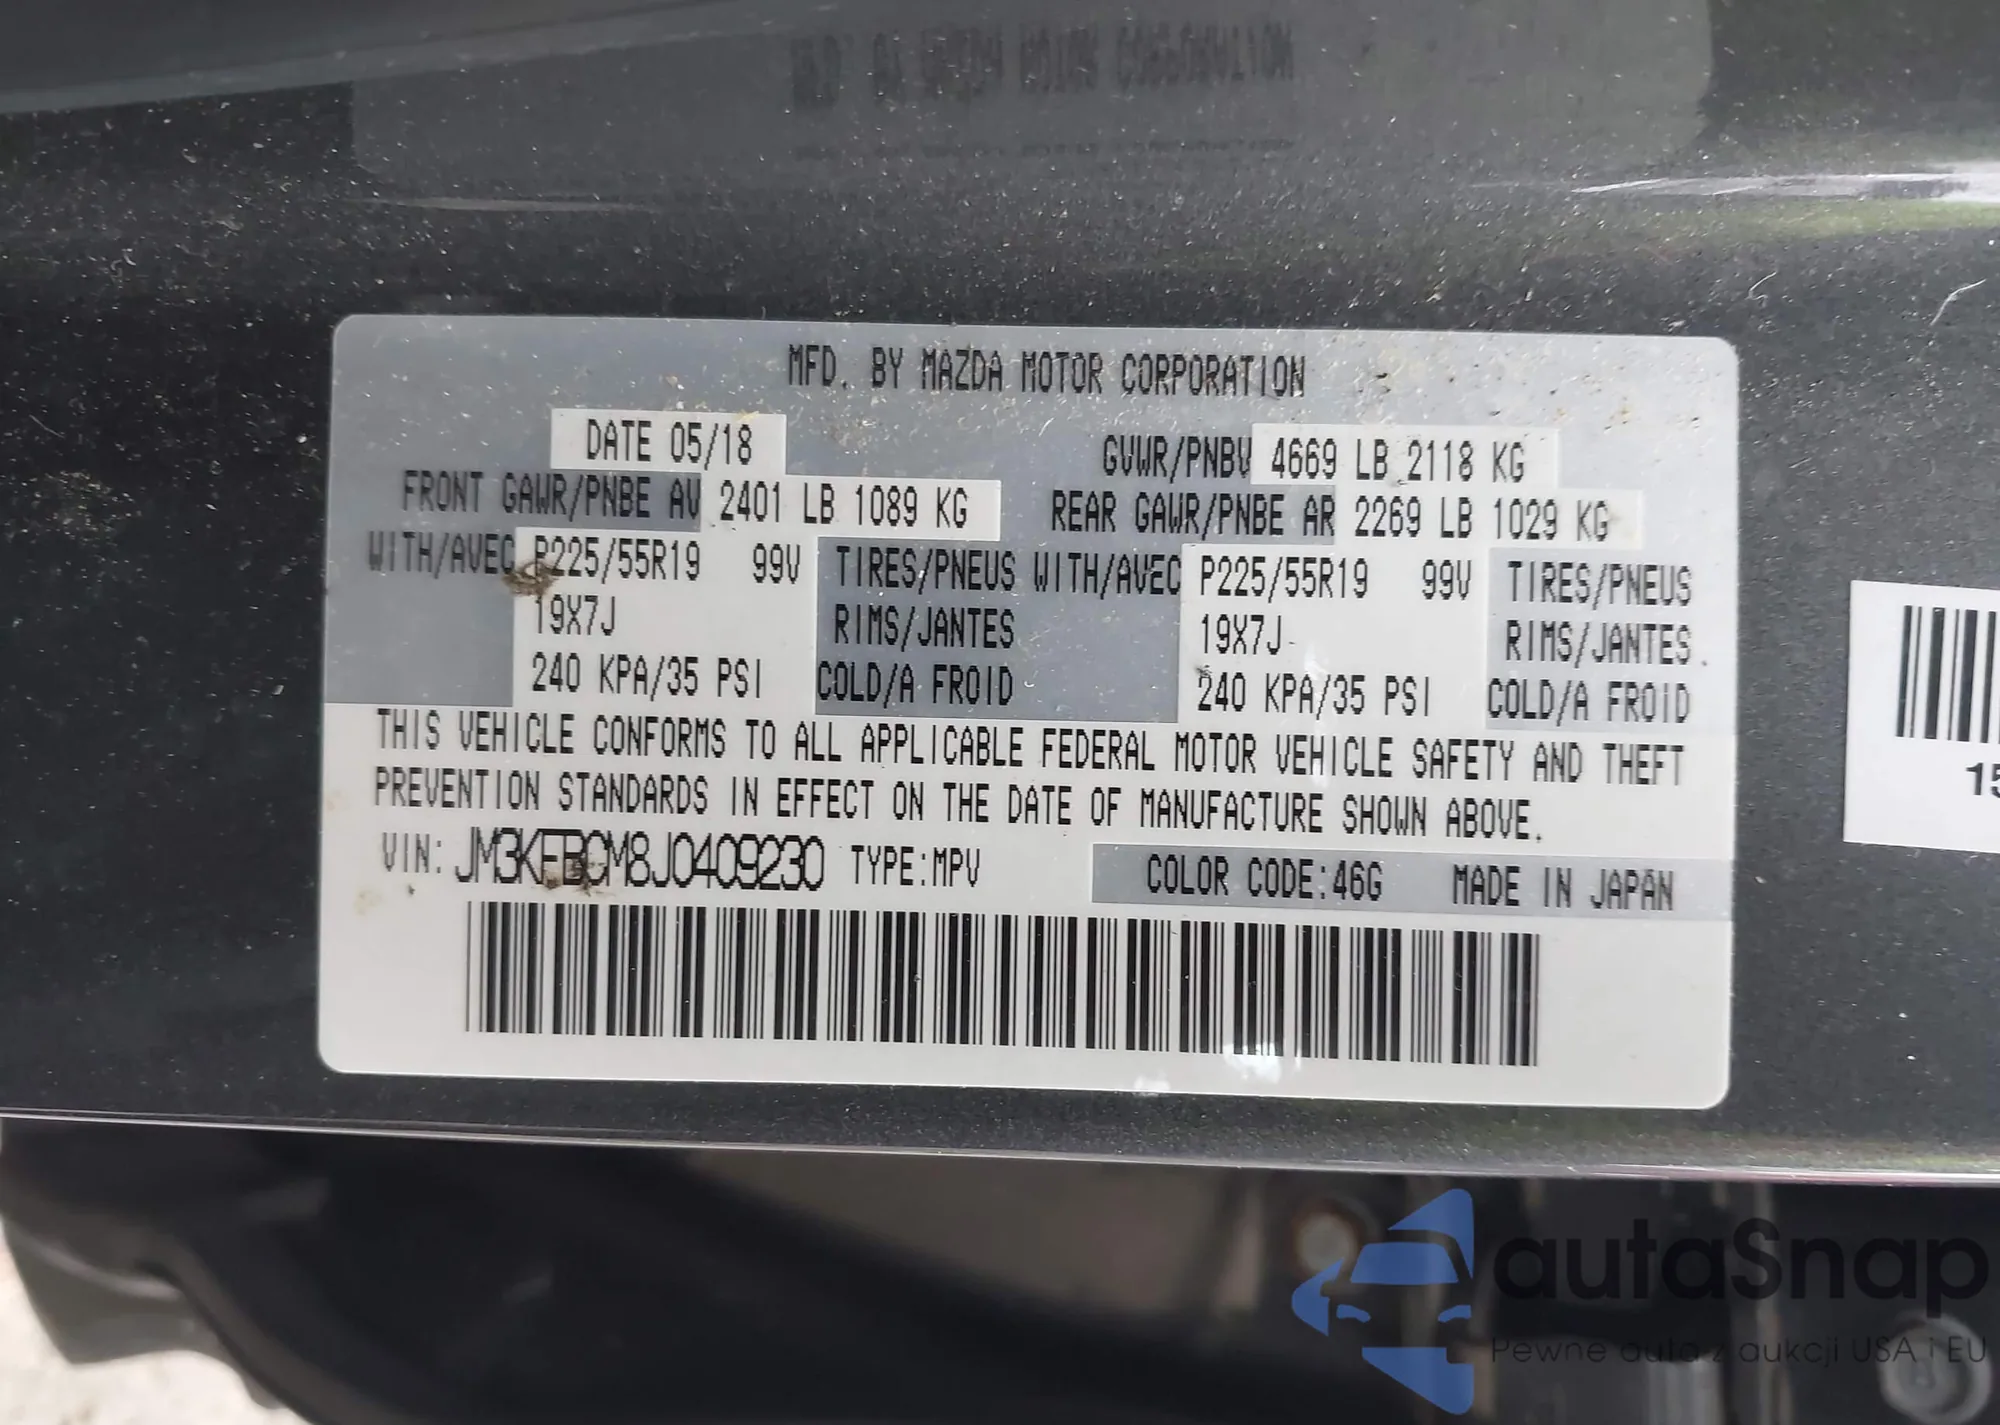 MFD. BY MAZDA MOTOR CORPORATION
DATE 05/18 GVWR/PNBV 4669 LB 2118 KG
FRONT GAWR/PNBE AV 2401 LB 1089 KG REAR GAWR/PNBE AR 2269 LB 1029 KG
WITH/AVEC P225/55R19 99V TIRES/PNEUS WITH/AVEC P225/55R19 99V TIRES/PNEUS
19X7J RIMS/JANTES 19X7J RIMS/JANTES
240 KPA/35 PSI COLD/A FROID 240 KPA/35 PSI COLD/A FROID
THIS VEHICLE CONFORMS TO ALL APPLICABLE FEDERAL MOTOR VEHICLE SAFETY AND THEFT
PREVENTION STANDARDS IN EFFECT ON THE DATE OF MANUFACTURE SHOWN ABOVE.
VIN: JM3KFBCM8J0409230 TYPE:MPV COLOR CODE:46G MADE IN JAPAN
15
autaSnap
Pewne auta z aukcji USA i EU